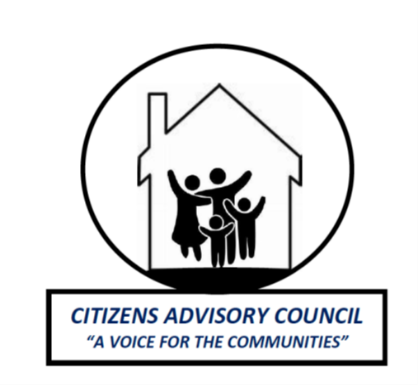 CITIZENS ADVISORY COUNCIL
“A VOICE FOR THE COMMUNITIES”